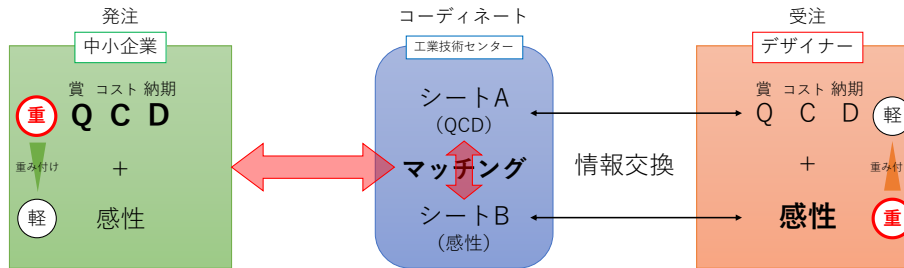 発注
中小企業
賞 コスト 納期
重 Q C D
重み付け
+
軽 感性
コーディネート
工業技術センター
シートA
(QCD)
マッチング
シートB
(感性)
情報交換
受注
デザイナー
賞 コスト 納期
Q C D 軽
+
重み付け
感性 重